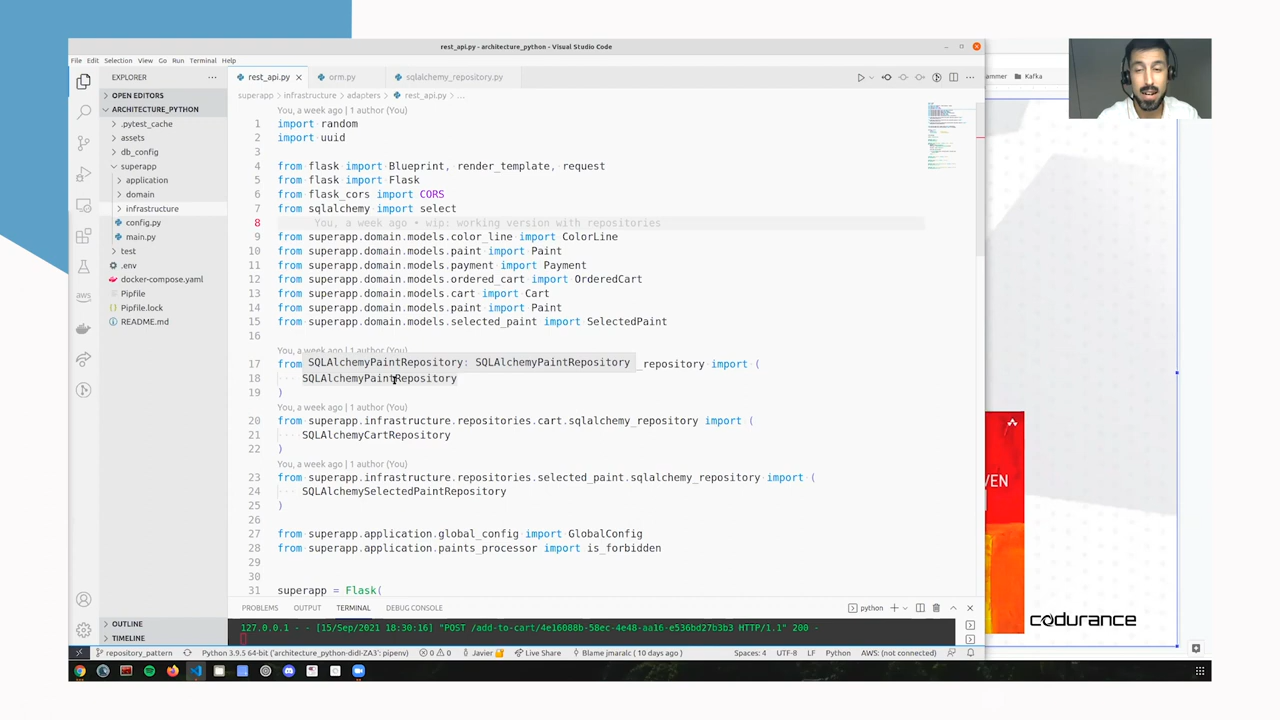 rest_api.py - architecture_python - Visual Studio Code
File Edit Selection View Go Run Terminal Help
EXPLORER
rest_api.py
orm.py
sqlalchemy_repository.py
OPEN EDITORS
superapp > infrastructure > adapters > rest_api.py > ...
ARCHITECTURE_PYTHON
.pytest_cache
assets
db_config
superapp
application
domain
infrastructure
config.py
main.py
test
.env
docker-compose.yaml
Pipfile
Pipfile.lock
README.md
OUTLINE
TIMELINE
You, a week ago | 1 author (You)
1 import random
2 import uuid
3
4 from flask import Blueprint, render_template, request
5 from flask import Flask
6 from flask_cors import CORS
7 from sqlalchemy import select
8 You, a week ago • wip: working version with repositories
9 from superapp.domain.models.color_line import ColorLine
10 from superapp.domain.models.paint import Paint
11 from superapp.domain.models.payment import Payment
12 from superapp.domain.models.ordered_cart import OrderedCart
13 from superapp.domain.models.cart import Cart
14 from superapp.domain.models.paint import Paint
15 from superapp.domain.models.selected_paint import SelectedPaint
16
You, a week ago | 1 author (You)
17 from SQLAlchemyPaintRepository: SQLAlchemyPaintRepository _repository import (
18 SQLAlchemyPaintRepository
19 )
You, a week ago | 1 author (You)
20 from superapp.infrastructure.repositories.cart.sqlalchemy_repository import (
21 SQLAlchemyCartRepository
22 )
You, a week ago | 1 author (You)
23 from superapp.infrastructure.repositories.selected_paint.sqlalchemy_repository import (
24 SQLAlchemySelectedPaintRepository
25 )
26
27 from superapp.application.global_config import GlobalConfig
28 from superapp.application.paints_processor import is_forbidden
29
30
31 superapp = Flask(
PROBLEMS OUTPUT TERMINAL DEBUG CONSOLE
python
127.0.0.1 - - [15/Sep/2021 18:30:16] "POST /add-to-cart/4e16088b-58ec-4e48-aa16-e536bd27b3b3 HTTP/1.1" 200 -
repository_pattern Python 3.9.5 64-bit ('architecture_python-didI-ZA3': pipenv) 0 0 Javier Live Share Blame jmaralc ( 10 days ago ) Spaces: 4 UTF-8 LF Python AWS: (not connected)
aws
ammer
Kafka
VEN
codurance